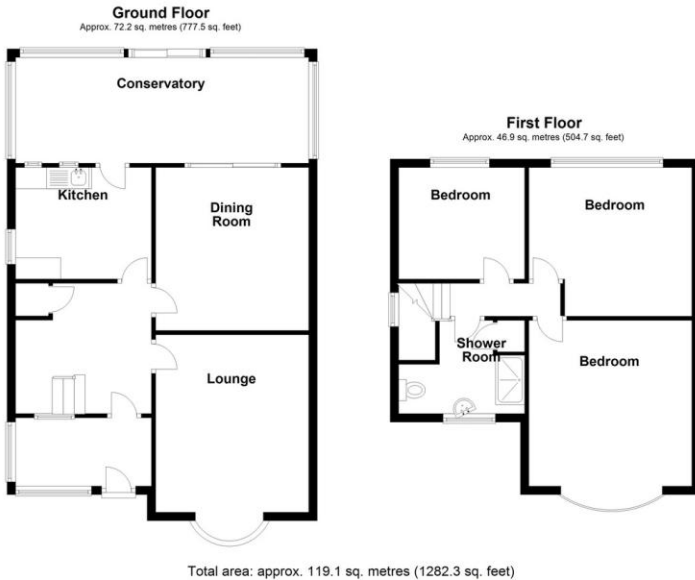 Ground Floor
Approx. 72.2 sq. metres (777.5 sq. feet)
Conservatory
Kitchen
Dining
Room
Lounge
First Floor
Approx. 46.9 sq. metres (504.7 sq. feet)
Bedroom
Bedroom
Shower
Room
Bedroom
Total area: approx. 119.1 sq. metres (1282.3 sq. feet)